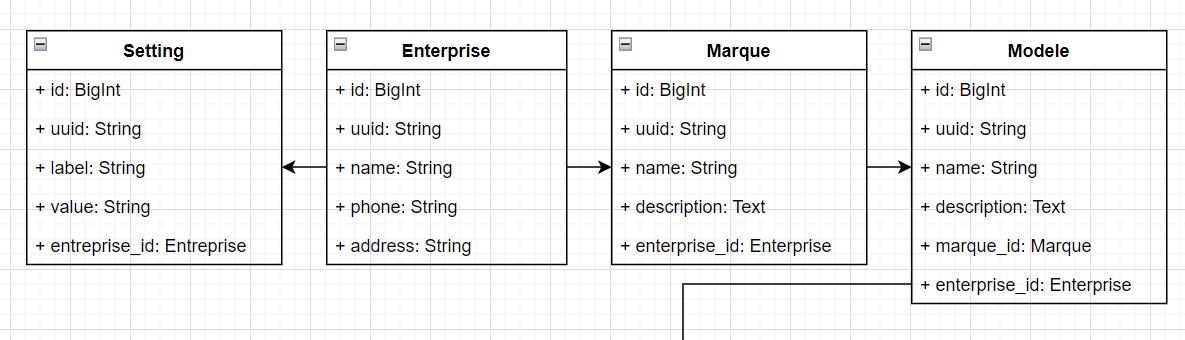 Setting
+ id: BigInt
+ uuid: String
+ label: String
+ value: String
+ entreprise_id: Entreprise
Enterprise
+ id: BigInt
+ uuid: String
+ name: String
+ phone: String
+ address: String
Marque
+ id: BigInt
+ uuid: String
+ name: String
+ description: Text
+ enterprise_id: Enterprise
Modele
+ id: BigInt
+ uuid: String
+ name: String
+ description: Text
+ marque_id: Marque
+ enterprise_id: Enterprise